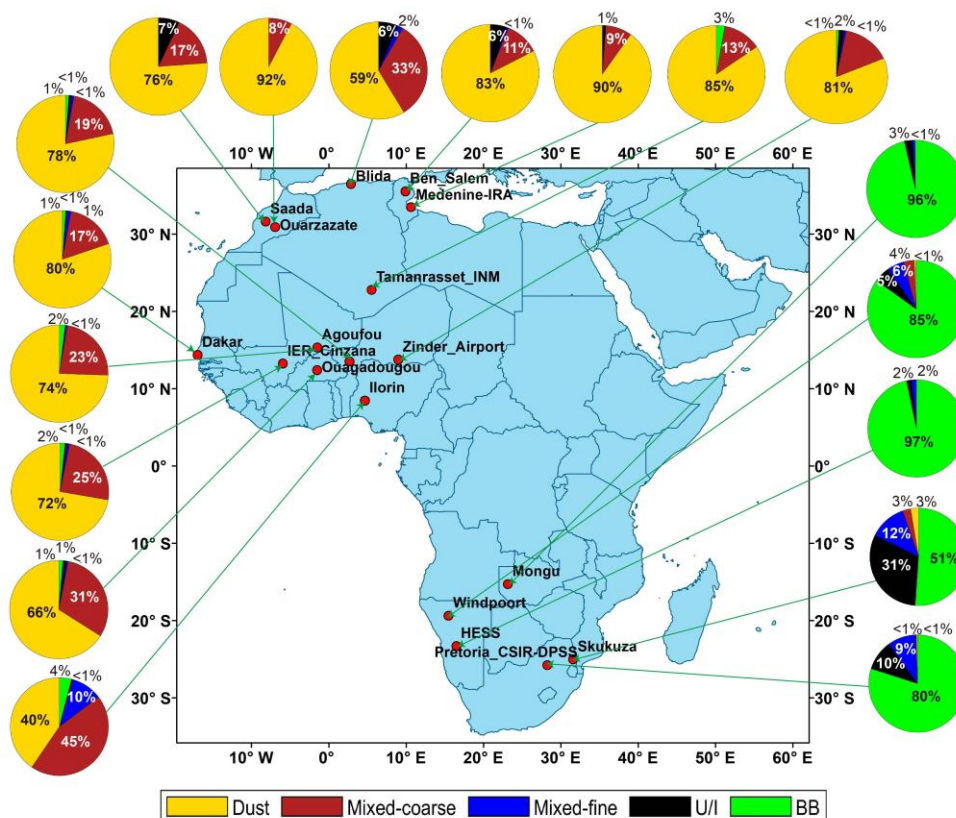 7%
17%
76%
8%
92%
2%
6%
33%
59%
<1%
6%
11%
83%
1%
9%
90%
3%
13%
85%
<1% 2% <1%
81%
<1%
1% <1%
19%
78%
<1%
1% 1%
17%
80%
2% <1%
23%
74%
<1%
2% <1%
25%
72%
1%
1% <1%
31%
66%
4% <1%
10%
40%
45%
10° W 0° 10° E 20° E 30° E 40° E 50° E 60° E
30° N
20° N
10° N
0°
10° S
20° S
30° S
Blida
Ben_Salem
Medenine-IRA
Saada
Ouarzazate
Tamanrasset_INM
Agoufou
Dakar
IER_Cinzana
Zinder_Airport
Ouagadougou
Ilorin
Mongu
Windpoort
HESS
Pretoria_CSIR-DPSS
Skukuza
10° W 0° 10° E 20° E 30° E 40° E 50° E 60° E
3% <1%
96%
4% <1%
5% 6%
85%
2% 2%
97%
3% 3%
12%
51%
31%
<1% <1%
9%
10%
80%
Dust Mixed-coarse Mixed-fine U/I BB